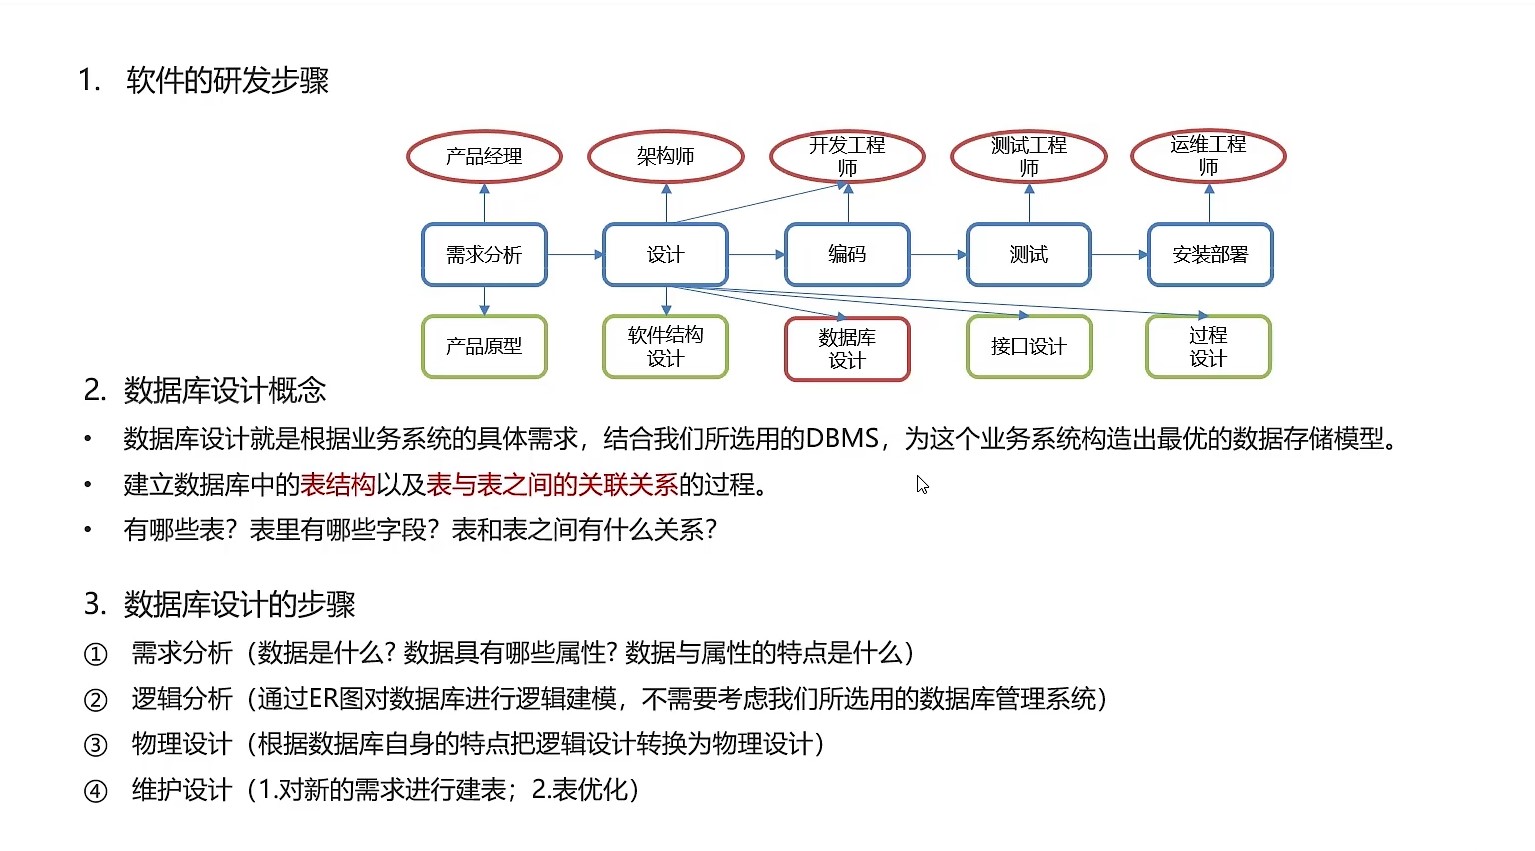 1. 软件的研发步骤
产品经理
架构师
开发工程
师
测试工程
师
运维工程
师
需求分析
设计
编码
测试
安装部署
产品原型
软件结构
设计
数据库
设计
接口设计
过程
设计
2. 数据库设计概念
• 数据库设计就是根据业务系统的具体需求，结合我们所选用的DBMS，为这个业务系统构造出最优的数据存储模型。
• 建立数据库中的表结构以及表与表之间的关联关系的过程。
• 有哪些表？表里有哪些字段？表和表之间有什么关系？
3. 数据库设计的步骤
① 需求分析（数据是什么? 数据具有哪些属性? 数据与属性的特点是什么）
② 逻辑分析（通过ER图对数据库进行逻辑建模，不需要考虑我们所选用的数据库管理系统）
③ 物理设计（根据数据库自身的特点把逻辑设计转换为物理设计）
④ 维护设计（1.对新的需求进行建表；2.表优化）